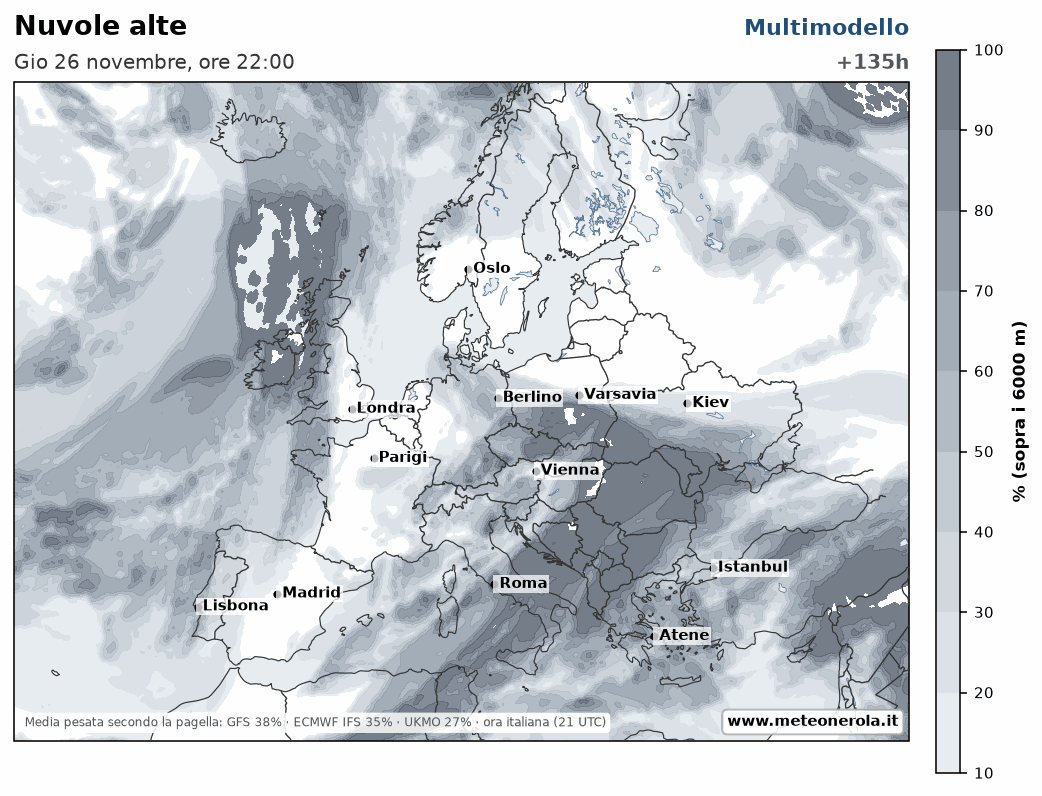 Nuvole alte
Multimodello
Gio 26 novembre, ore 22:00
+135h
100
90
80
70
60
50
40
30
20
10
% (sopra i 6000 m)
Oslo
Londra
Berlino
Varsavia
Kiev
Parigi
Vienna
Istanbul
Roma
Madrid
Lisbona
Atene
Media pesata secondo la pagella: GFS 38% · ECMWF IFS 35% · UKMO 27% · ora italiana (21 UTC)
www.meteonerola.it